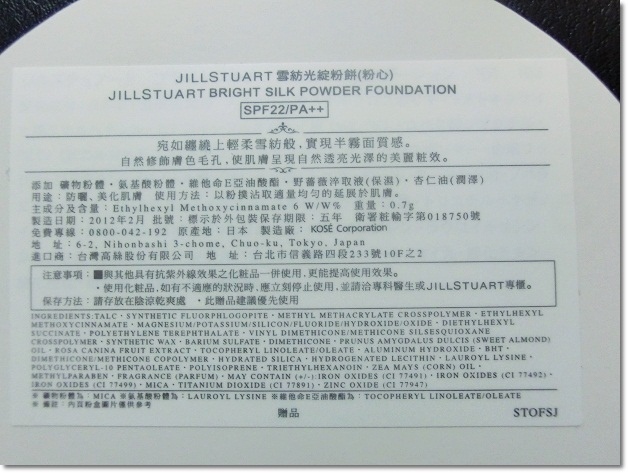 JILLSTUART 雪紡光綻粉餅(粉心)
JILLSTUART BRIGHT SILK POWDER FOUNDATION
SPF22/PA++
宛如纏繞上輕柔雪紡般，實現半霧面質感。
自然修飾膚色毛孔，使肌膚呈現自然透亮光澤的美麗粧效。
添加 礦物粉體・氨基酸粉體・維他命E亞油酸酯・野薔薇淬取液(保濕)、杏仁油(潤澤)
用途：防曬、美化肌膚 使用方法：以粉撲沾取適量均勻的延展於肌膚。
主成分及含量：Ethylhexyl Methoxycinnamate 6 W/W% 重量：0.7g
製造日期：2012年2月 批號：標示於外包裝保存期限：五年 衛署粧輸字第018750號
免費專線：0800-042-192 原產地：日本 製造廠：KOSÉ Corporation
地 址：6-2, Nihonbashi 3-chome, Chuo-ku, Tokyo, Japan
進口商：台灣高絲股份有限公司 地 址：台北市信義路四段233號10F之2
注意事項：■與其他具有抗紫外線效果之化粧品一併使用，更能提高使用效果。
・使用化粧品，如有不適應的狀況時，應立刻停止使用，並請洽專科醫生或JILLSTUART專櫃。
保存方法：請存放在陰涼乾爽處 ・此贈品建議優先使用
INGREDIENTS:TALC・SYNTHETIC FLUORPHLOGOPITE・METHYL METHACRYLATE CROSSPOLYMER・ETHYLHEXYL
METHOXYCINNAMATE・MAGNESIUM/POTASSIUM/SILICON/FLUORIDE/HYDROXIDE/OXIDE・DIETHYLHEXYL
SUCCINATE・POLYETHYLENE TEREPHTHALATE・VINYL DIMETHICONE/METHICONE SILSESQUIOXANE
CROSSPOLYMER・SYNTHETIC WAX・BARIUM SULFATE・DIMETHICONE・PRUNUS AMYGDALUS DULCIS (SWEET ALMOND)
OIL・ROSA CANINA FRUIT EXTRACT・TOCOPHERYL LINOLEATE/OLEATE・ALUMINUM HYDROXIDE・BHT・
DIMETHICONE/METHICONE COPOLYMER・HYDRATED SILICA・HYDROGENATED LECITHIN・LAUROYL LYSINE・
POLYGLYCERYL-10 PENTAOLEATE・POLYISOPRENE・TRIETHYLHEXANOIN・ZEA MAYS (CORN) OIL・
METHYLPARABEN・FRAGRANCE (PARFUM)・MAY CONTAIN (+/-):IRON OXIDES (CI 77491)・IRON OXIDES (CI 77492)・
IRON OXIDES (CI 77499)・MICA・TITANIUM DIOXIDE (CI 77891)・ZINC OXIDE (CI 77947)
※礦物粉體為：MICA ※氨基酸粉體為：LAUROYL LYSINE ※維他命E亞油酸酯為：TOCOPHERYL LINOLEATE/OLEATE
贈品
STOFSJ